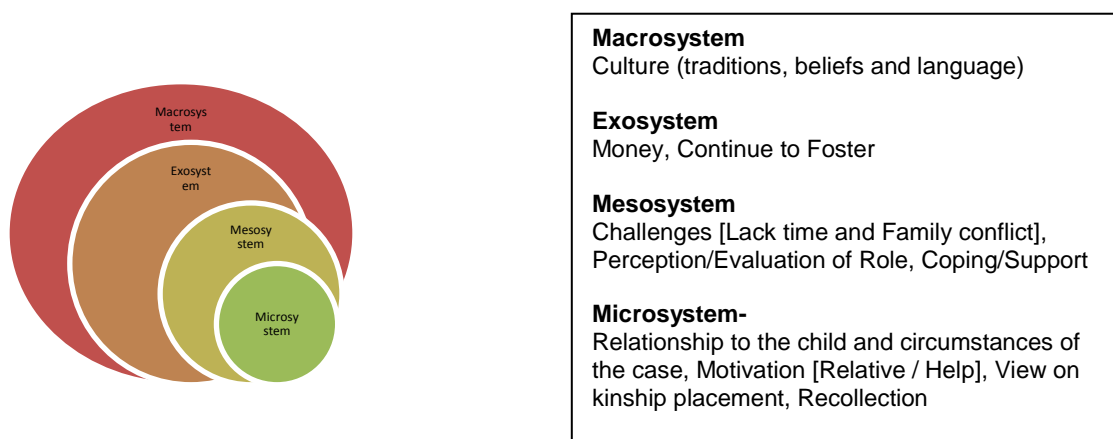 Macrosys
tem
Exosyst
em
Mesosy
stem
Microsy
stem
Macrosystem
Culture (traditions, beliefs and language)
Exosystem
Money, Continue to Foster
Mesosystem
Challenges [Lack time and Family conflict],
Perception/Evaluation of Role, Coping/Support
Microsystem-
Relationship to the child and circumstances of
the case, Motivation [Relative / Help], View on
kinship placement, Recollection